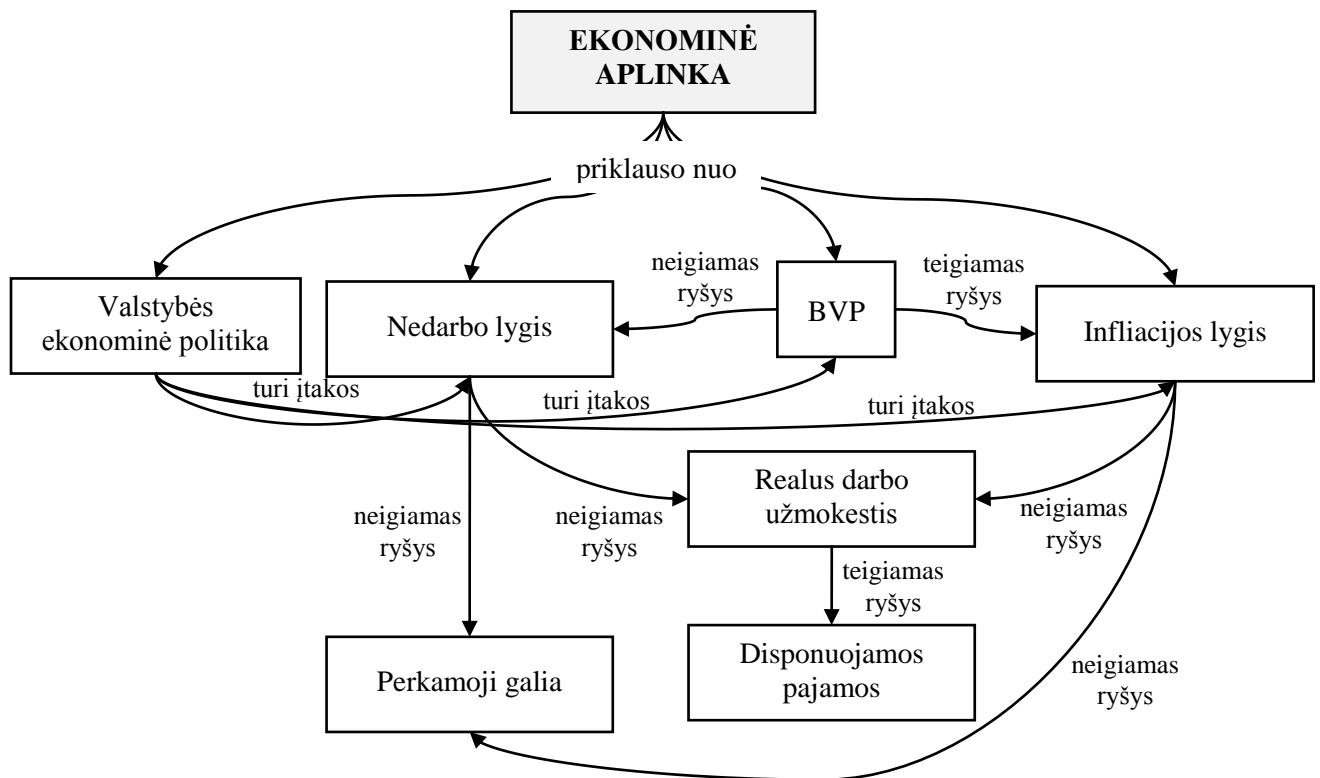 EKONOMINĖ
APLINKA
priklauso nuo
neigiamas
ryšys
teigiamas
ryšys
Valstybės
ekonominė politika
Nedarbo lygis
BVP
Infliacijos lygis
turi įtakos
turi įtakos
turi įtakos
Realus darbo
užmokestis
neigiamas
ryšys
neigiamas
ryšys
neigiamas
ryšys
teigiamas
ryšys
Perkamoji galia
Disponuojamos
pajamos
neigiamas
ryšys